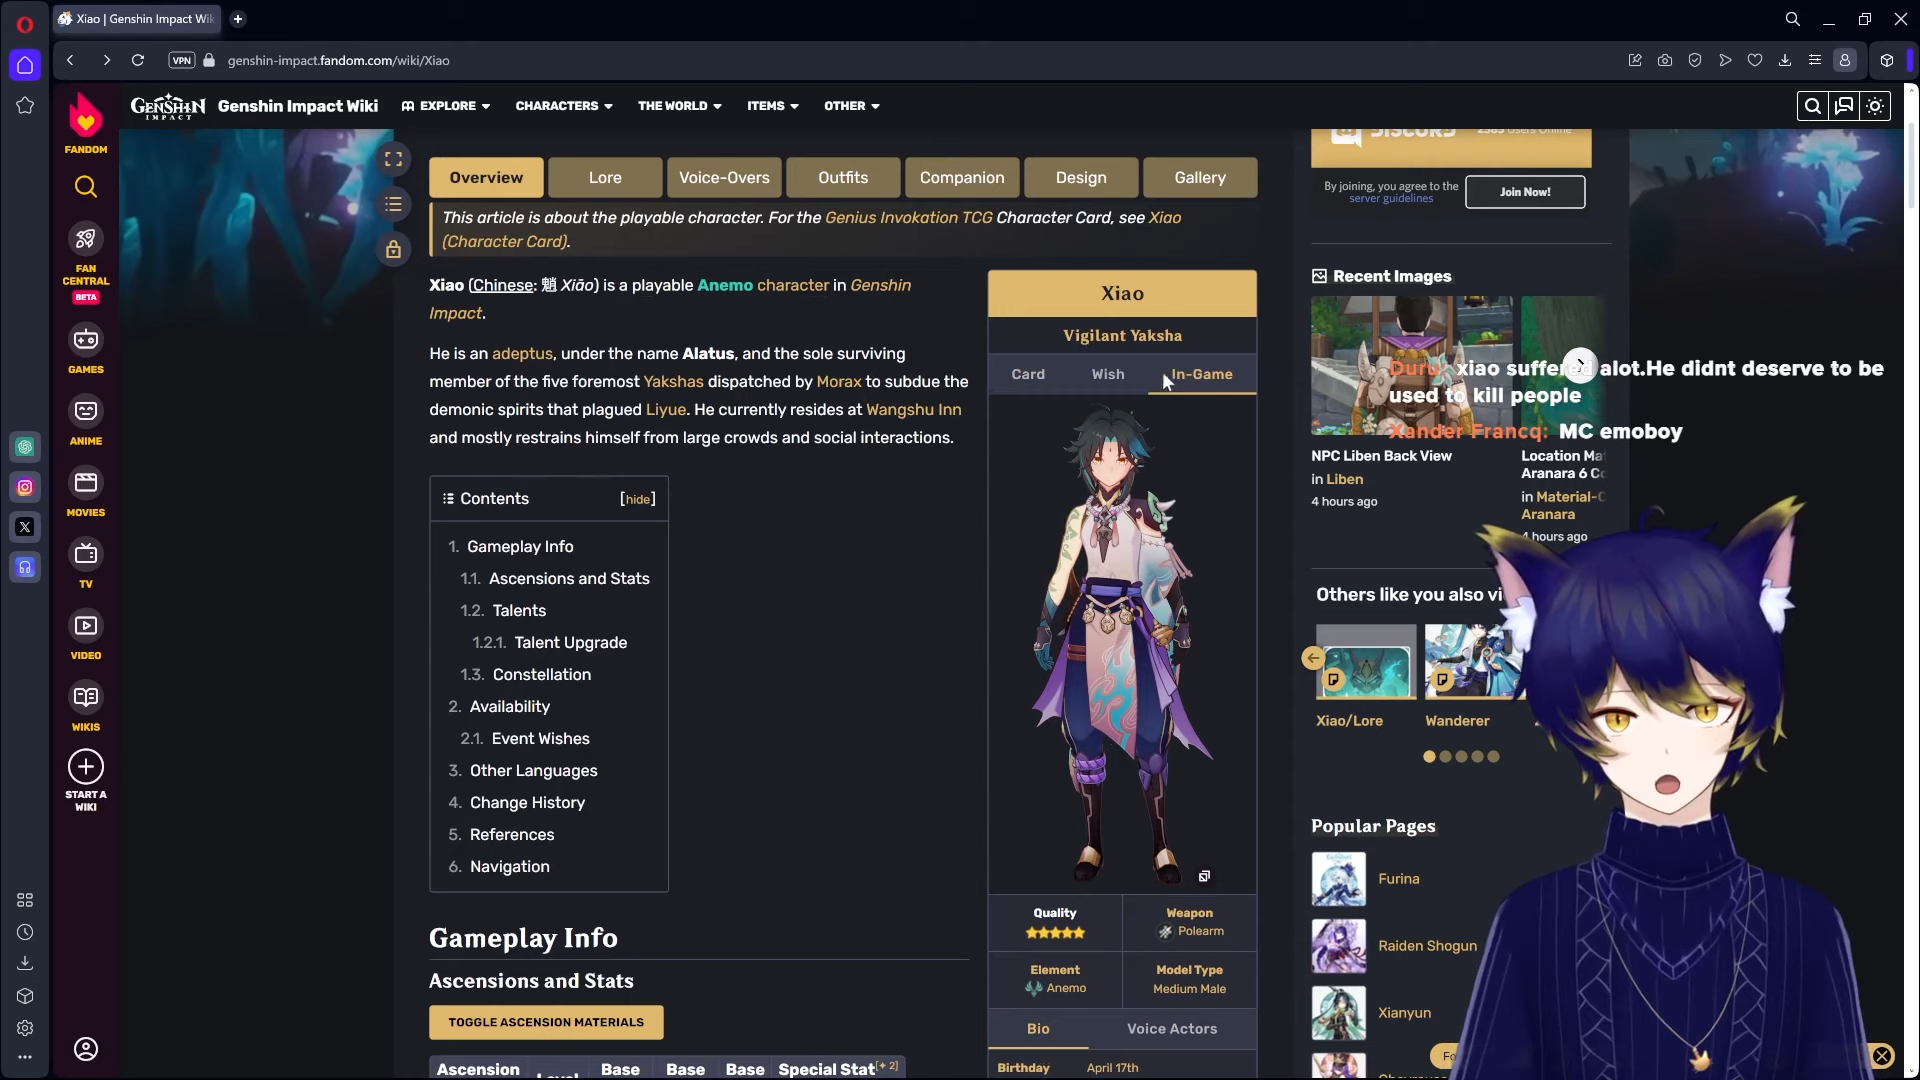 Xiao | Genshin Impact Wik
VPN
genshin-impact.fandom.com/wiki/Xiao
FANDOM
FAN CENTRAL
BETA
GAMES
ANIME
MOVIES
TV
VIDEO
WIKIS
START A WIKI
GENSHIN IMPACT
Genshin Impact Wiki
EXPLORE
CHARACTERS
THE WORLD
ITEMS
OTHER
Overview
Lore
Voice-Overs
Outfits
Companion
Design
Gallery
This article is about the playable character. For the Genius Invokation TCG Character Card, see Xiao
(Character Card).
Xiao (Chinese: 魈 Xiāo) is a playable Anemo character in Genshin
Impact.
He is an adeptus, under the name Alatus, and the sole surviving
member of the five foremost Yakshas dispatched by Morax to subdue the
demonic spirits that plagued Liyue. He currently resides at Wangshu Inn
and mostly restrains himself from large crowds and social interactions.
Contents
[hide]
1. Gameplay Info
1.1. Ascensions and Stats
1.2. Talents
1.2.1. Talent Upgrade
1.3. Constellation
2. Availability
2.1. Event Wishes
3. Other Languages
4. Change History
5. References
6. Navigation
Gameplay Info
Ascensions and Stats
TOGGLE ASCENSION MATERIALS
Ascension
Level
Base
Base
Base
Special Stat[✦ 2]
Xiao
Vigilant Yaksha
Card
Wish
In-Game
Quality
Weapon
Polearm
Element
Anemo
Model Type
Medium Male
Bio
Voice Actors
Birthday
April 17th
DISCORD
2585 Users Online
By joining, you agree to the
server guidelines
Join Now!
Recent Images
Duru: xiao suffered alot.He didnt deserve to be
used to kill people
Xander Francq: MC emoboy
NPC Liben Back View
in Liben
4 hours ago
Location
Aranara 6
in
Aranara
4 hours ago
Others like you also vi
Xiao/Lore
Wanderer
Popular Pages
Furina
Raiden Shogun
Xianyun
Fo